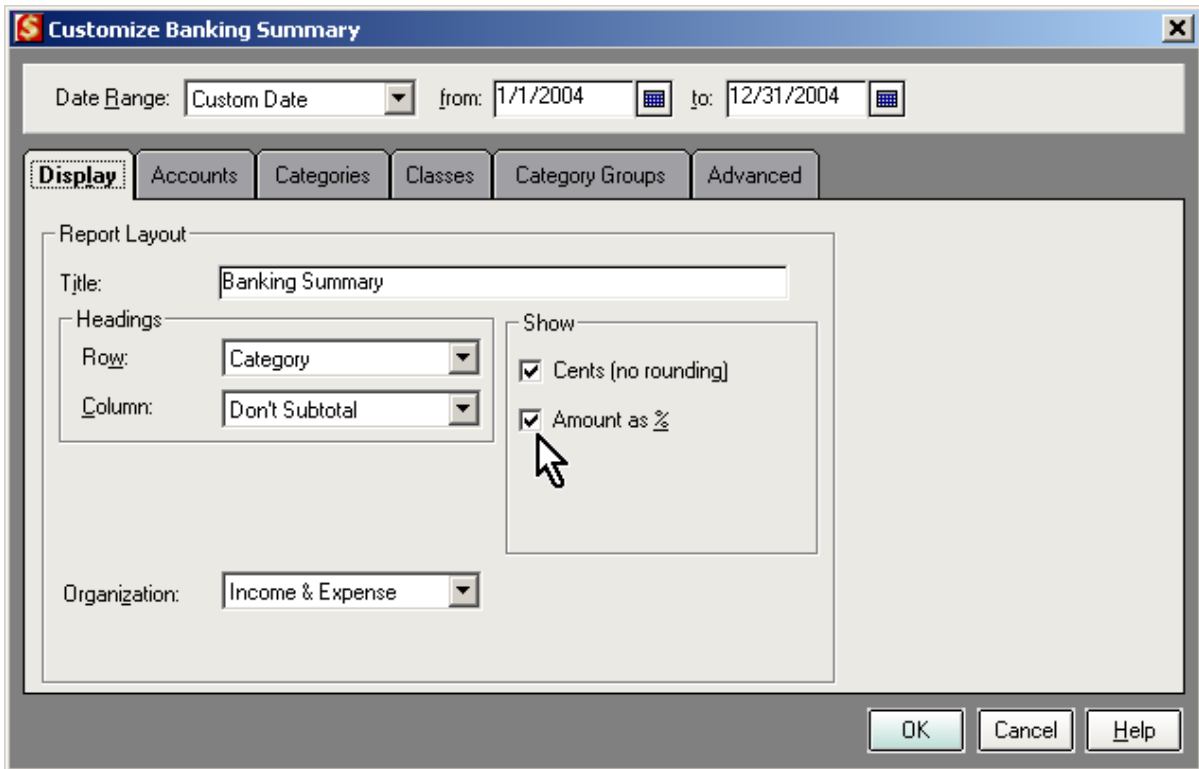 Customize Banking Summary
Date Range: Custom Date from: 1/1/2004 to: 12/31/2004
Display Accounts Categories Classes Category Groups Advanced
Report Layout
Title: Banking Summary
Headings
Row: Category
Column: Don't Subtotal
Show
Cents (no rounding)
Amount as %
Organization: Income & Expense
OK Cancel Help